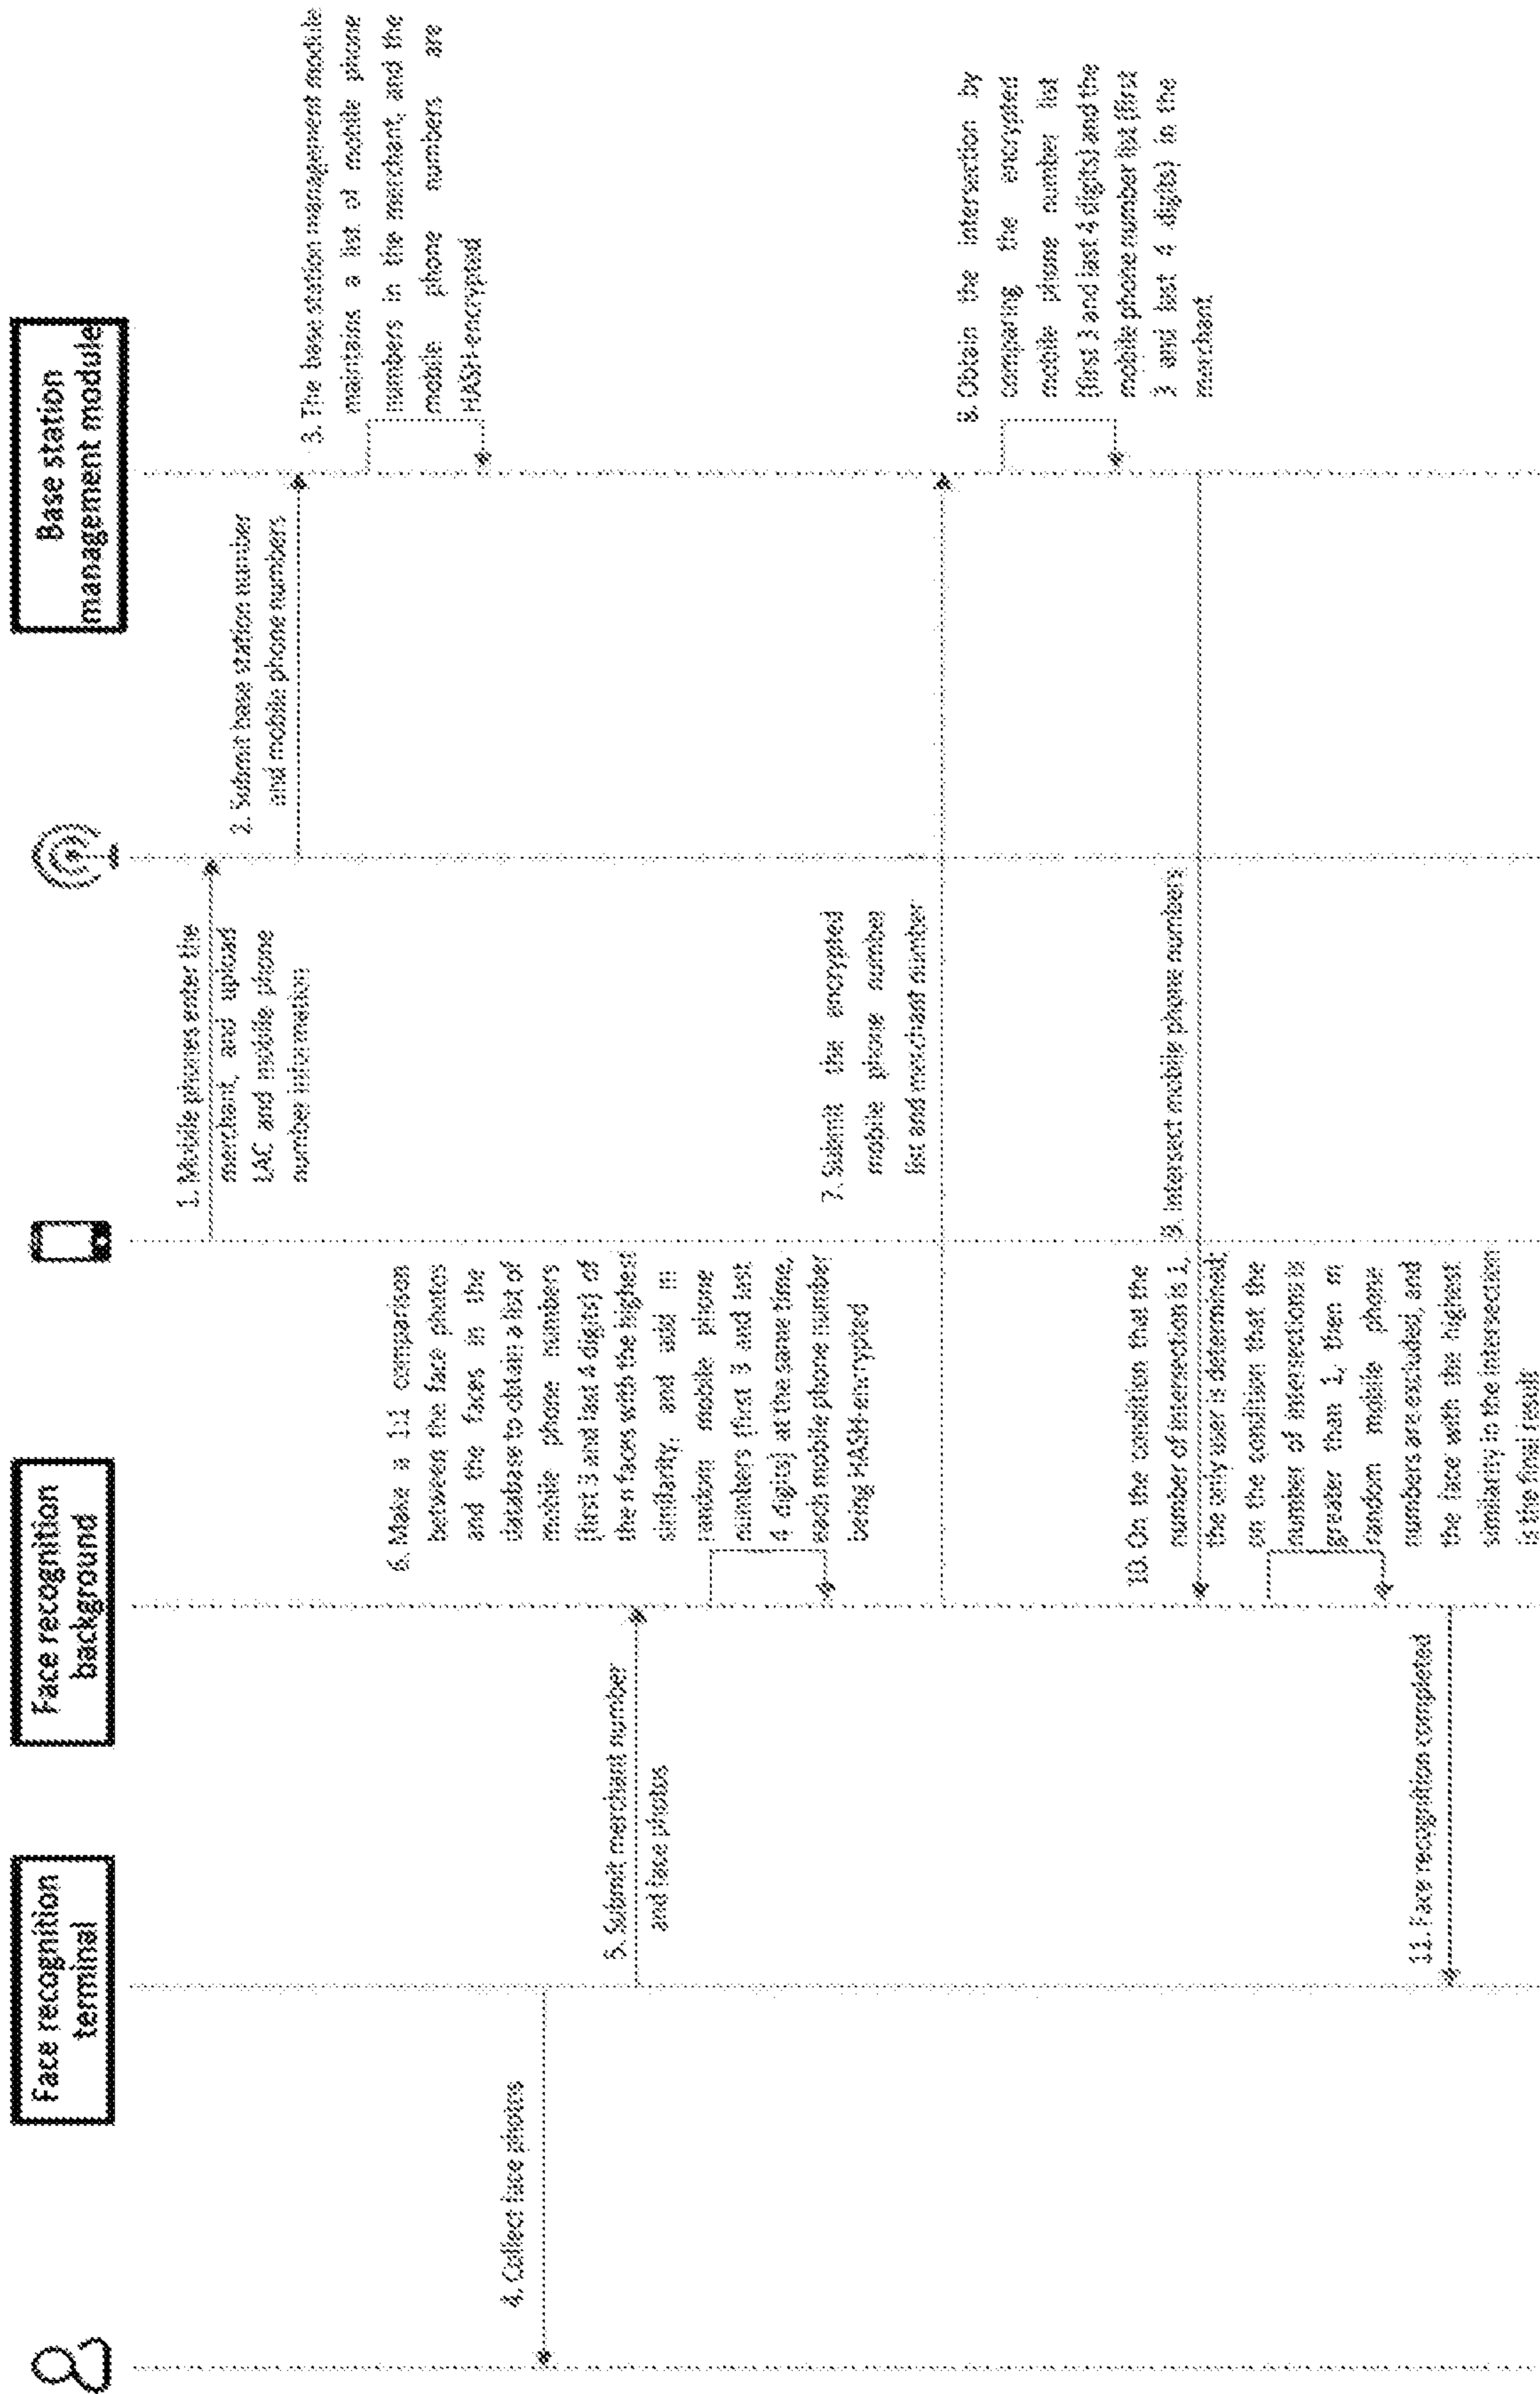 Face recognition
terminal
Face recognition
background
Base station
management module
1. Mobile phones enter the
merchant, and upload
LAC and mobile phone
number information
2. Submit base station number
and mobile phone numbers
3. The base station management module
maintains a list of mobile phone
numbers in the merchant, and the
mobile phone numbers are
HASH-encrypted
4. Collect face photos
5. Submit merchant number
and face photos
6. Make a 1:1 comparison
between the face photos
and the faces in the
database to obtain a list of
mobile phone numbers
(first 3 and last 4 digits) of
the n faces with the highest
similarity, and add m
random mobile phone
numbers (first 3 and last
4 digits) at the same time,
each mobile phone number
being HASH-encrypted
7. Submit the encrypted
mobile phone number
list and merchant number
8. Obtain the intersection by
comparing the encrypted
mobile phone number list
(first 3 and last 4 digits) and the
mobile phone number list (first
3 and last 4 digits) in the
merchant
9. Intersect mobile phone numbers
10. On the condition that the
number of intersection is 1,
the only user is determined;
on the condition that the
number of intersections is
greater than 1, then m
random mobile phone
numbers are excluded, and
the face with the highest
similarity in the intersection
is the final result
11. Face recognition completed